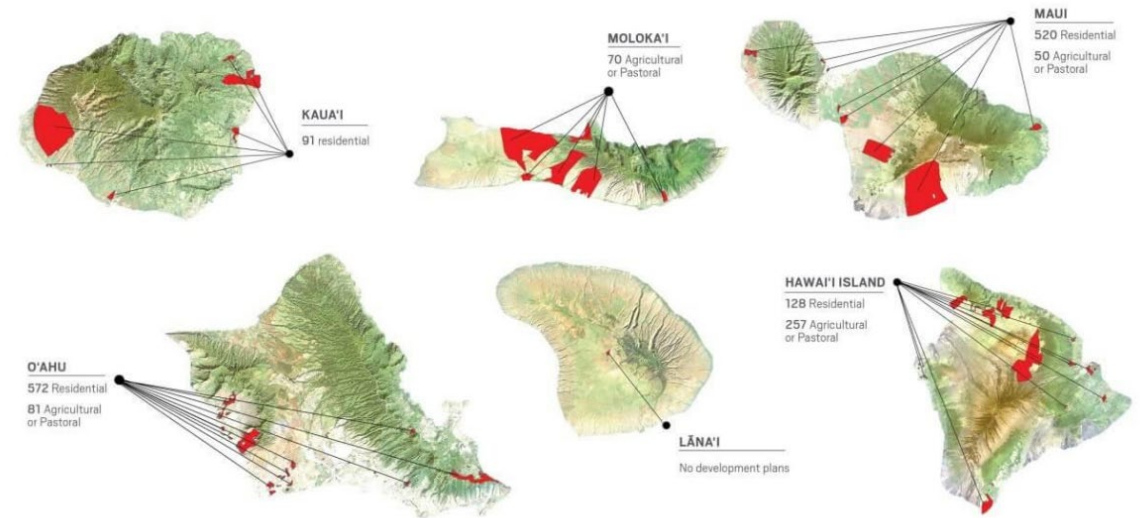 KAUA'I
91 residential
MOLOKA'I
70 Agricultural
or Pastoral
MAUI
520 Residential
50 Agricultural
or Pastoral
O'AHU
572 Residential
81 Agricultural
or Pastoral
LĀNA'I
No development plans
HAWAI'I ISLAND
128 Residential
257 Agricultural
or Pastoral